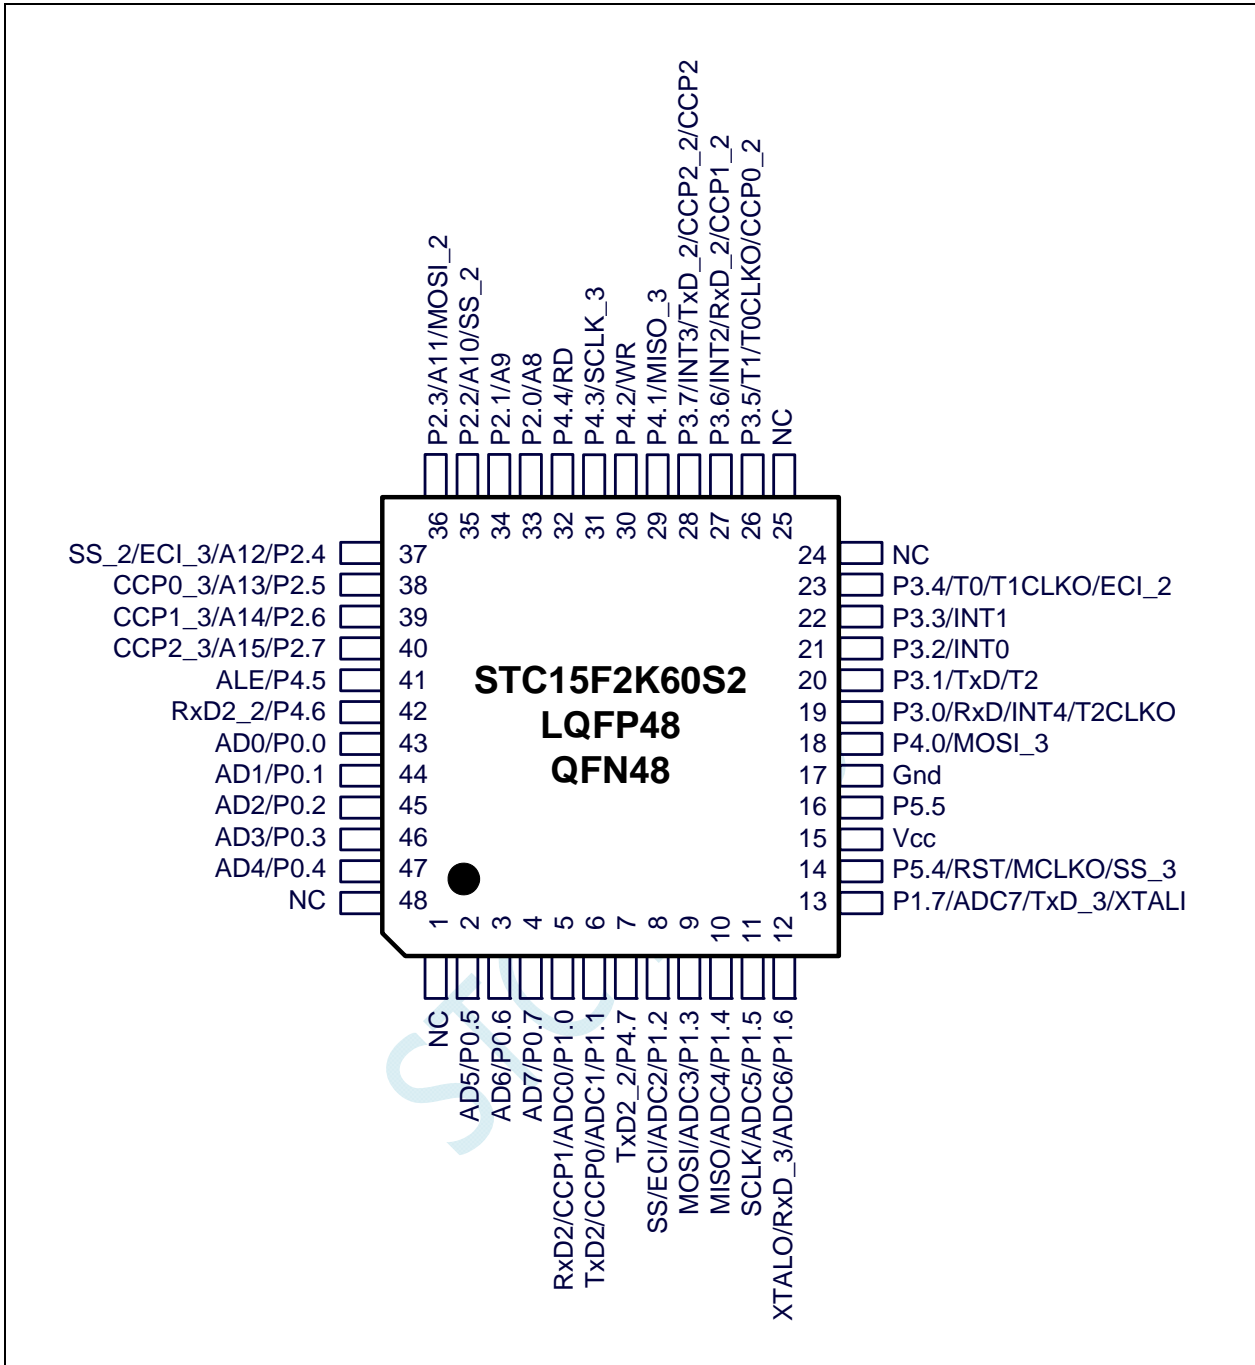 P2.3/A11/MOSI_2
P2.2/A10/SS_2
P2.1/A9
P2.0/A8
P4.4/RD
P4.3/SCLK_3
P4.2/WR
P4.1/MISO_3
P3.7/INT3/TxD_2/CCP2_2/CCP2
P3.6/INT2/RxD_2/CCP1_2
P3.5/T1/T0CLKO/CCP0_2
NC
36
35
34
33
32
31
30
29
28
27
26
25
SS_2/ECI_3/A12/P2.4 37
CCP0_3/A13/P2.5 38
CCP1_3/A14/P2.6 39
CCP2_3/A15/P2.7 40
ALE/P4.5 41
RxD2_2/P4.6 42
AD0/P0.0 43
AD1/P0.1 44
AD2/P0.2 45
AD3/P0.3 46
AD4/P0.4 47
NC 48
STC15F2K60S2
LQFP48
QFN48
24 NC
23 P3.4/T0/T1CLKO/ECI_2
22 P3.3/INT1
21 P3.2/INT0
20 P3.1/TxD/T2
19 P3.0/RxD/INT4/T2CLKO
18 P4.0/MOSI_3
17 Gnd
16 P5.5
15 Vcc
14 P5.4/RST/MCLKO/SS_3
13 P1.7/ADC7/TxD_3/XTALI
1
2
3
4
5
6
7
8
9
10
11
12
NC
AD5/P0.5
AD6/P0.6
AD7/P0.7
RxD2/CCP1/ADC0/P1.0
TxD2/CCP0/ADC1/P1.1
TxD2_2/P4.7
SS/ECI/ADC2/P1.2
MOSI/ADC3/P1.3
MISO/ADC4/P1.4
SCLK/ADC5/P1.5
XTALO/RxD_3/ADC6/P1.6